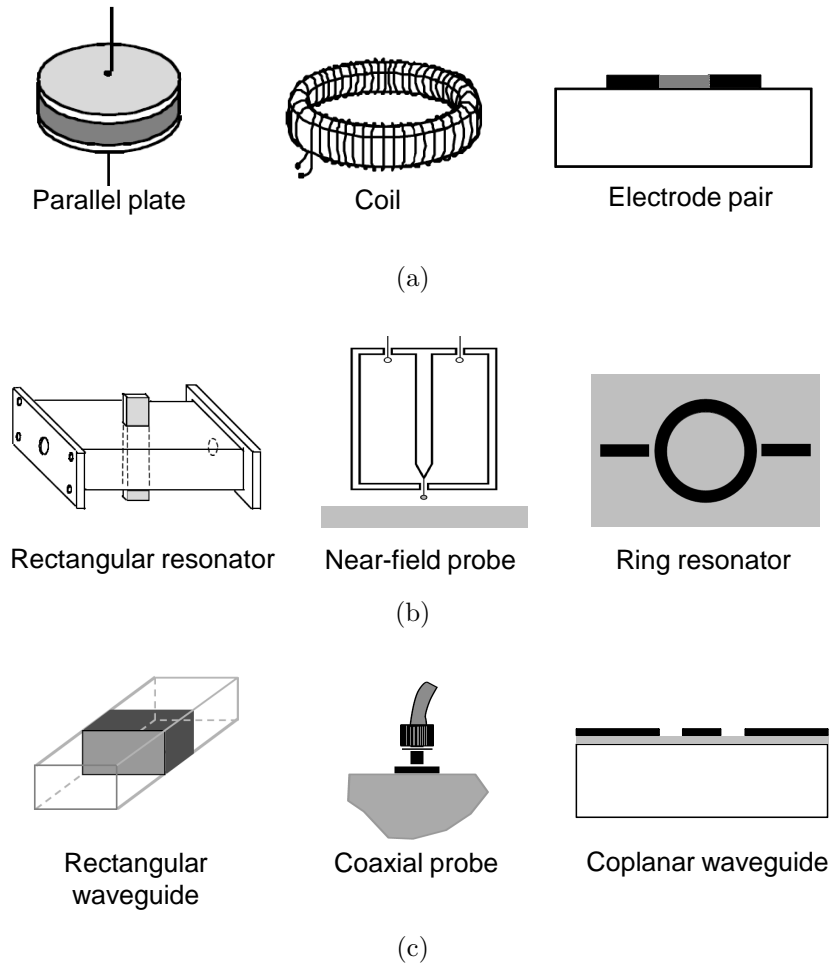 Parallel plate
Coil
Electrode pair
(a)
Rectangular resonator
Near-field probe
Ring resonator
(b)
Rectangular
waveguide
Coaxial probe
Coplanar waveguide
(c)